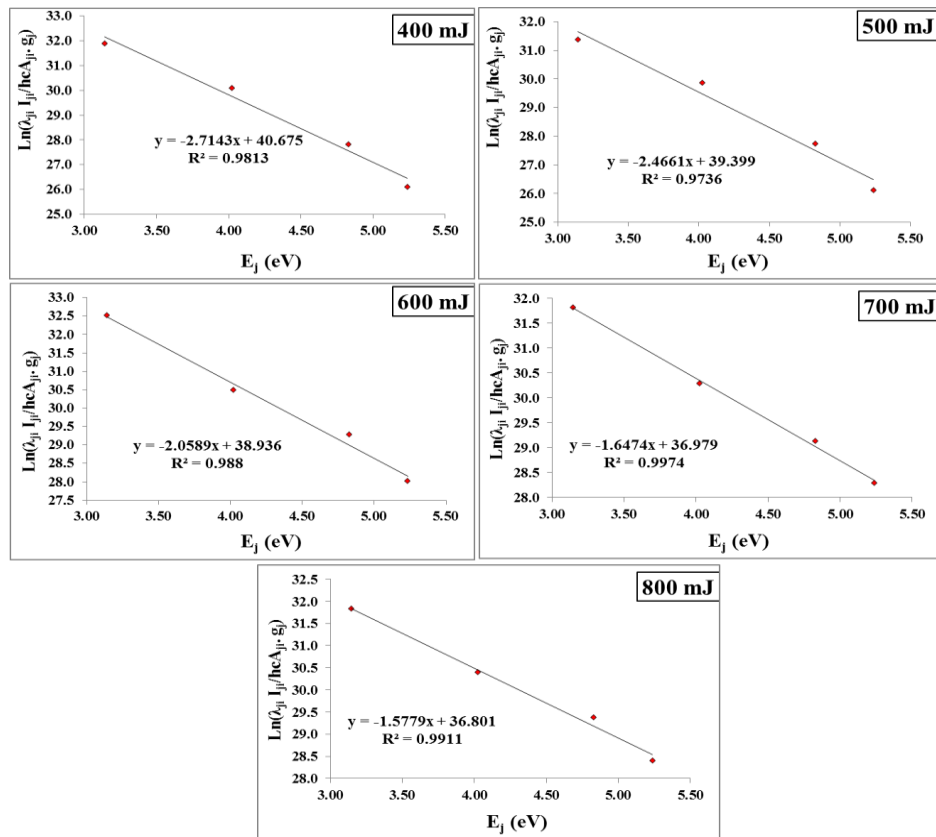 400 mJ
Ln(λji Iji/hcAji· gj)
33.0
32.0
31.0
30.0
29.0
28.0
27.0
26.0
25.0
y = -2.7143x + 40.675
R² = 0.9813
3.00 3.50 4.00 4.50 5.00 5.50
Ej (eV)
500 mJ
Ln(λji Iji/hcAji· gj)
32.0
31.0
30.0
29.0
28.0
27.0
26.0
25.0
y = -2.4661x + 39.399
R² = 0.9736
3.00 3.50 4.00 4.50 5.00 5.50
Ej (eV)
600 mJ
Ln(λji Iji/hcAji· gj)
33.0
32.5
32.0
31.5
31.0
30.5
30.0
29.5
29.0
28.5
28.0
27.5
y = -2.0589x + 38.936
R² = 0.988
3.00 3.50 4.00 4.50 5.00 5.50
Ej (eV)
700 mJ
Ln(λji Iji/hcAji· gj)
32.0
31.5
31.0
30.5
30.0
29.5
29.0
28.5
28.0
y = -1.6474x + 36.979
R² = 0.9974
3.00 3.50 4.00 4.50 5.00 5.50
Ej (eV)
800 mJ
Ln(λji Iji/hcAji· gj)
32.5
32.0
31.5
31.0
30.5
30.0
29.5
29.0
28.5
28.0
y = -1.5779x + 36.801
R² = 0.9911
3.00 3.50 4.00 4.50 5.00 5.50
Ej (eV)